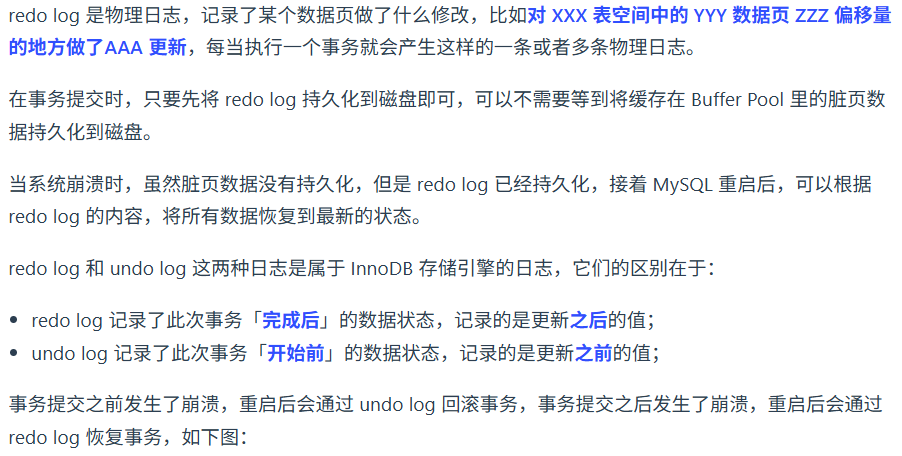 redo log 是物理日志，记录了某个数据页做了什么修改，比如对 XXX 表空间中的 YYY 数据页 ZZZ 偏移量
的地方做了AAA 更新，每当执行一个事务就会产生这样的一条或者多条物理日志。
在事务提交时，只要先将 redo log 持久化到磁盘即可，可以不需要等到将缓存在 Buffer Pool 里的脏页数
据持久化到磁盘。
当系统崩溃时，虽然脏页数据没有持久化，但是 redo log 已经持久化，接着 MySQL 重启后，可以根据
redo log 的内容，将所有数据恢复到最新的状态。
redo log 和 undo log 这两种日志是属于 InnoDB 存储引擎的日志，它们的区别在于：
• redo log 记录了此次事务「完成后」的数据状态，记录的是更新之后的值；
• undo log 记录了此次事务「开始前」的数据状态，记录的是更新之前的值；
事务提交之前发生了崩溃，重启后会通过 undo log 回滚事务，事务提交之后发生了崩溃，重启后会通过
redo log 恢复事务，如下图：